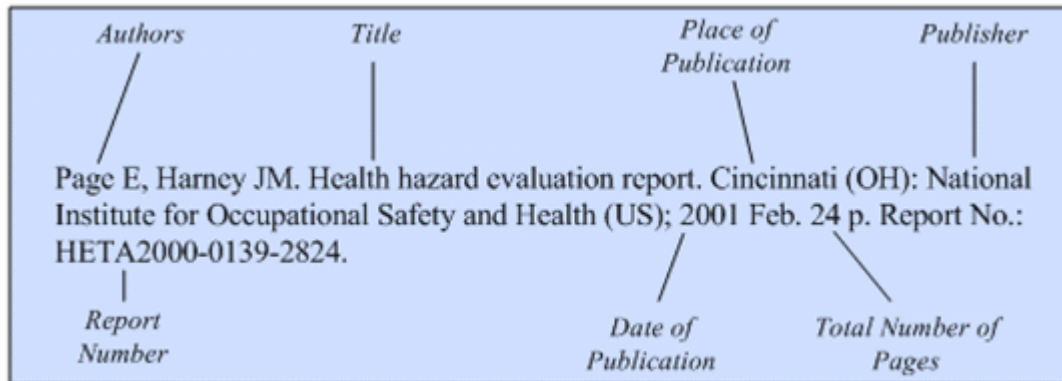 Authors
Title
Place of
Publication
Publisher
Page E, Harney JM. Health hazard evaluation report. Cincinnati (OH): National
Institute for Occupational Safety and Health (US); 2001 Feb. 24 p. Report No.:
HETA2000-0139-2824.
Report
Number
Date of
Publication
Total Number of
Pages